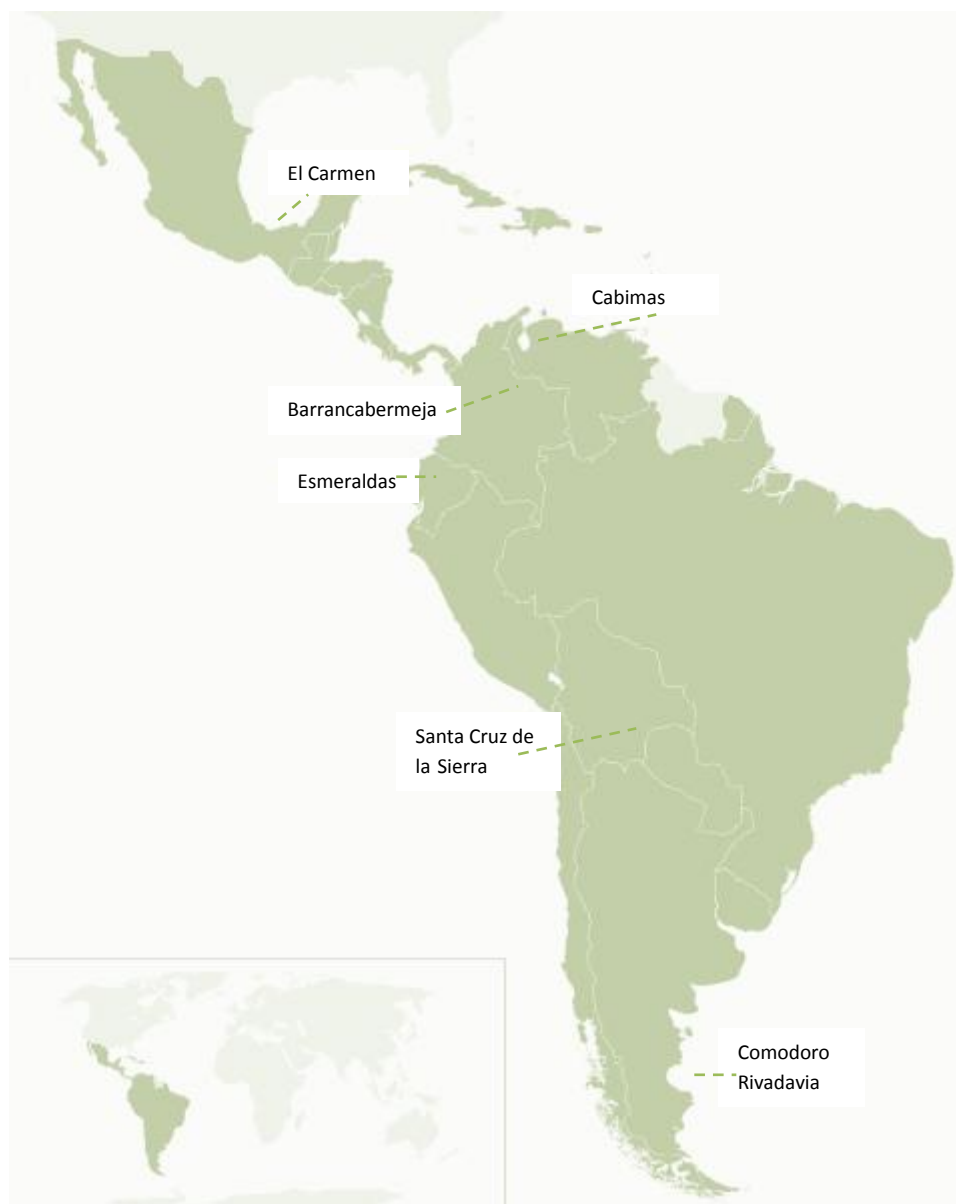 El Carmen
Cabimas
Barrancabermeja
Esmeraldas
Santa Cruz de
la Sierra
Comodoro
Rivadavia